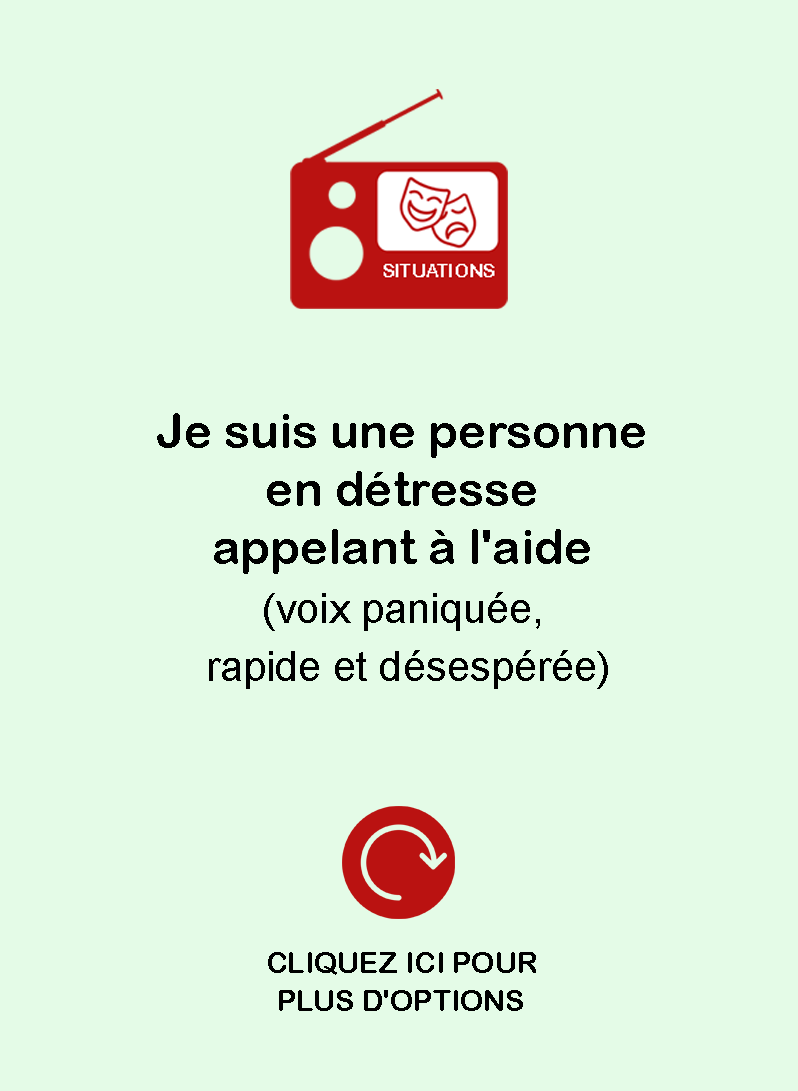 SITUATIONS
Je suis une personne
en détresse
appelant à l'aide
(voix paniquée,
rapide et désespérée)
CLIQUEZ ICI POUR
PLUS D'OPTIONS